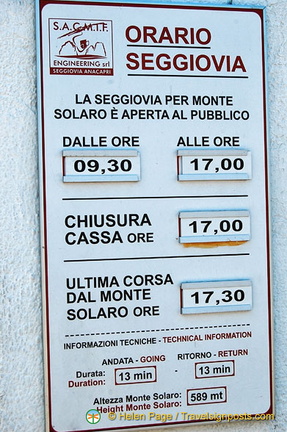 S.A.C.M.I.F.
ENGINEERING srl
SEGGIOVIA ANACAPRI
ORARIO
SEGGIOVIA
LA SEGGIOVIA PER MONTE
SOLARO È APERTA AL PUBBLICO
DALLE ORE ALLE ORE
09,30 17,00
CHIUSURA
CASSA ORE 17,00
ULTIMA CORSA
DAL MONTE
SOLARO ORE 17,30
INFORMAZIONI TECNICHE - TECHNICAL INFORMATION
ANDATA - GOING RITORNO - RETURN
Durata:
Duration: 13 min - 13 min
Altezza Monte Solaro:
Height Monte Solaro: 589 mt
© Helen Page / Travelsignposts.com